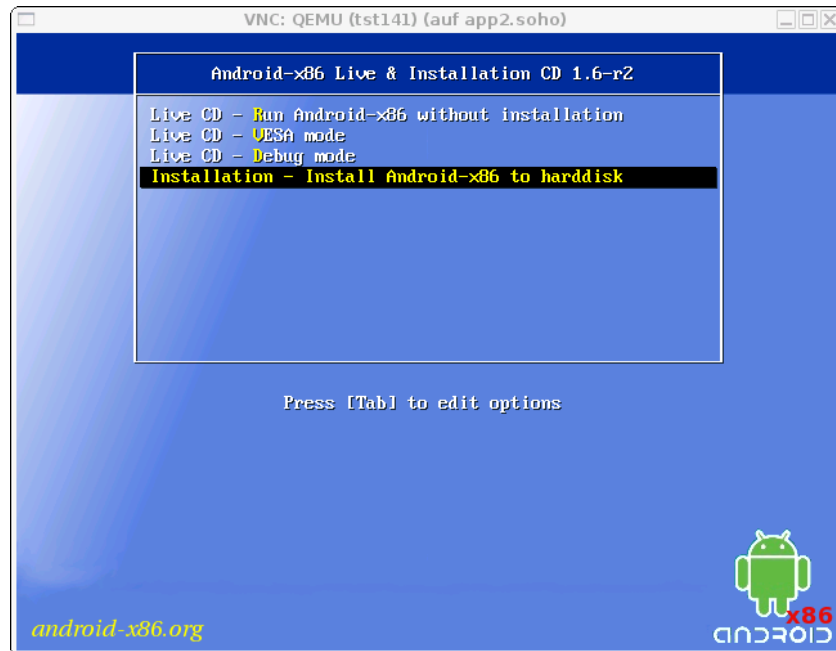 VNC: QEMU (tst141) (auf app2.soho)
Android-x86 Live & Installation CD 1.6-r2
Live CD - Run Android-x86 without installation
Live CD - VESA mode
Live CD - Debug mode
Installation - Install Android-x86 to harddisk
Press [Tab] to edit options
android-x86.org
x86
ANDROID